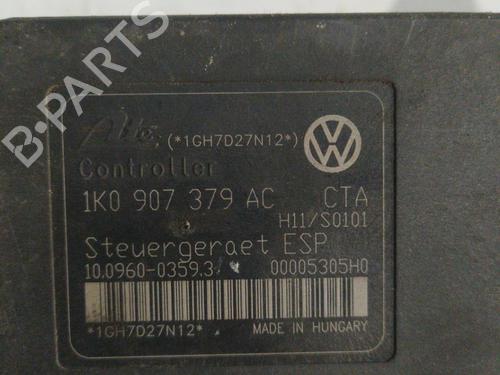 B-PARTS
Ate (*1GH7D27N12*)
Controller
1K0 907 379 AC CTA
H11/S0101
Steuergeraet ESP
10.0960-0359.3 00005305H0
*1GH7D27N12* MADE IN HUNGARY